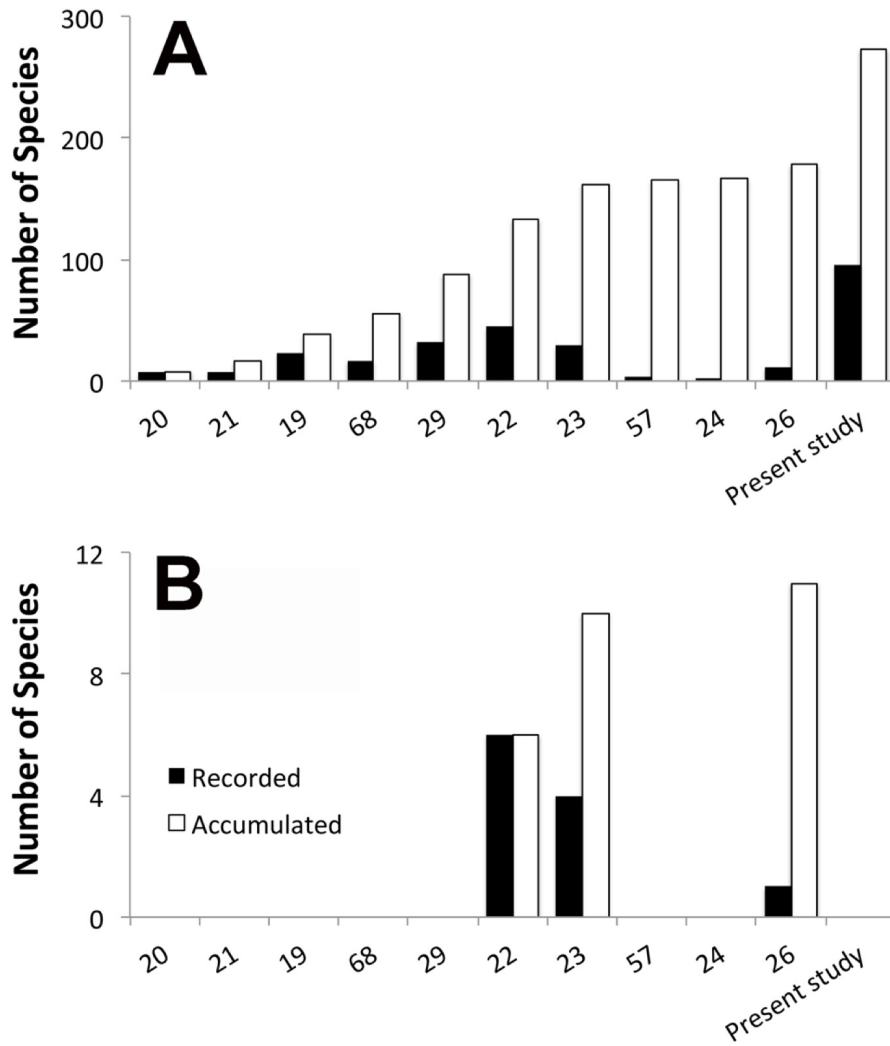 A
Number of Species
300
200
100
0
20 21 19 68 29 22 23 57 24 26 Present study
B
Number of Species
12
8
4
0
Recorded
Accumulated
20 21 19 68 29 22 23 57 24 26 Present study